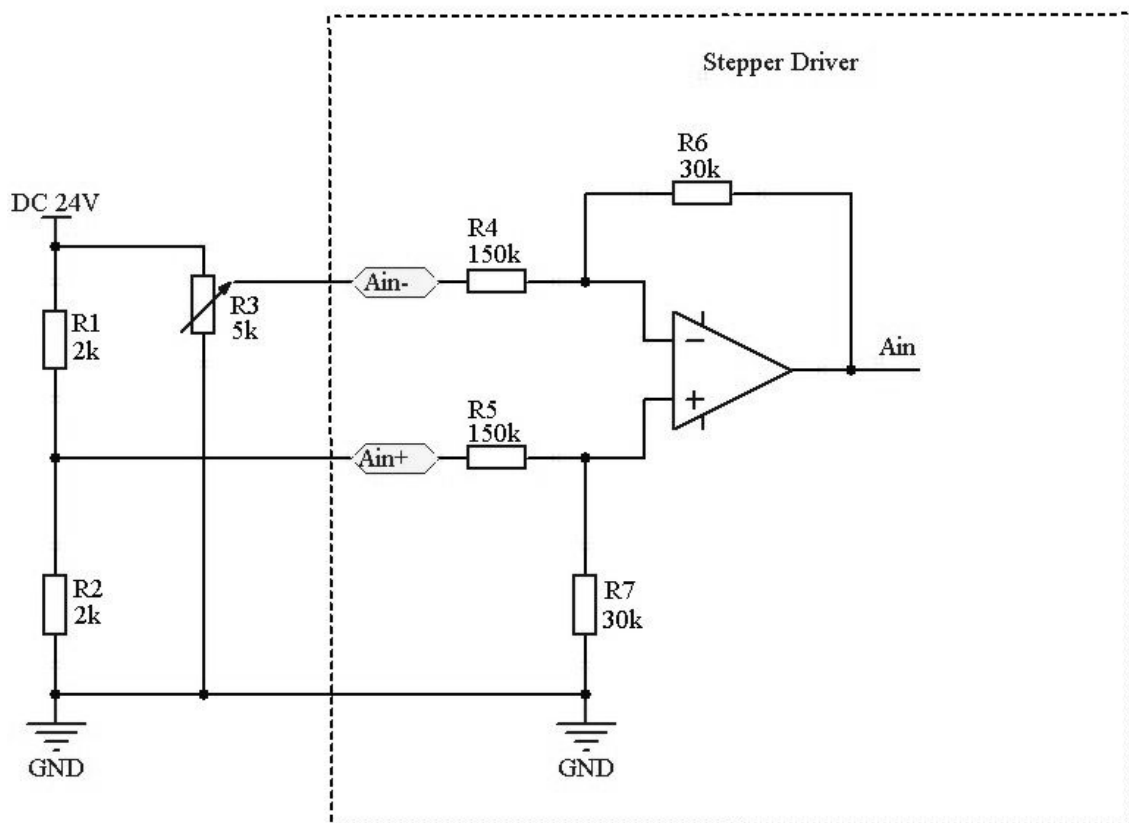 Stepper Driver
R6
30k
DC 24V
R4
150k
Ain-
R3
5k
R1
2k
Ain
R5
150k
Ain+
R2
2k
R7
30k
GND
GND